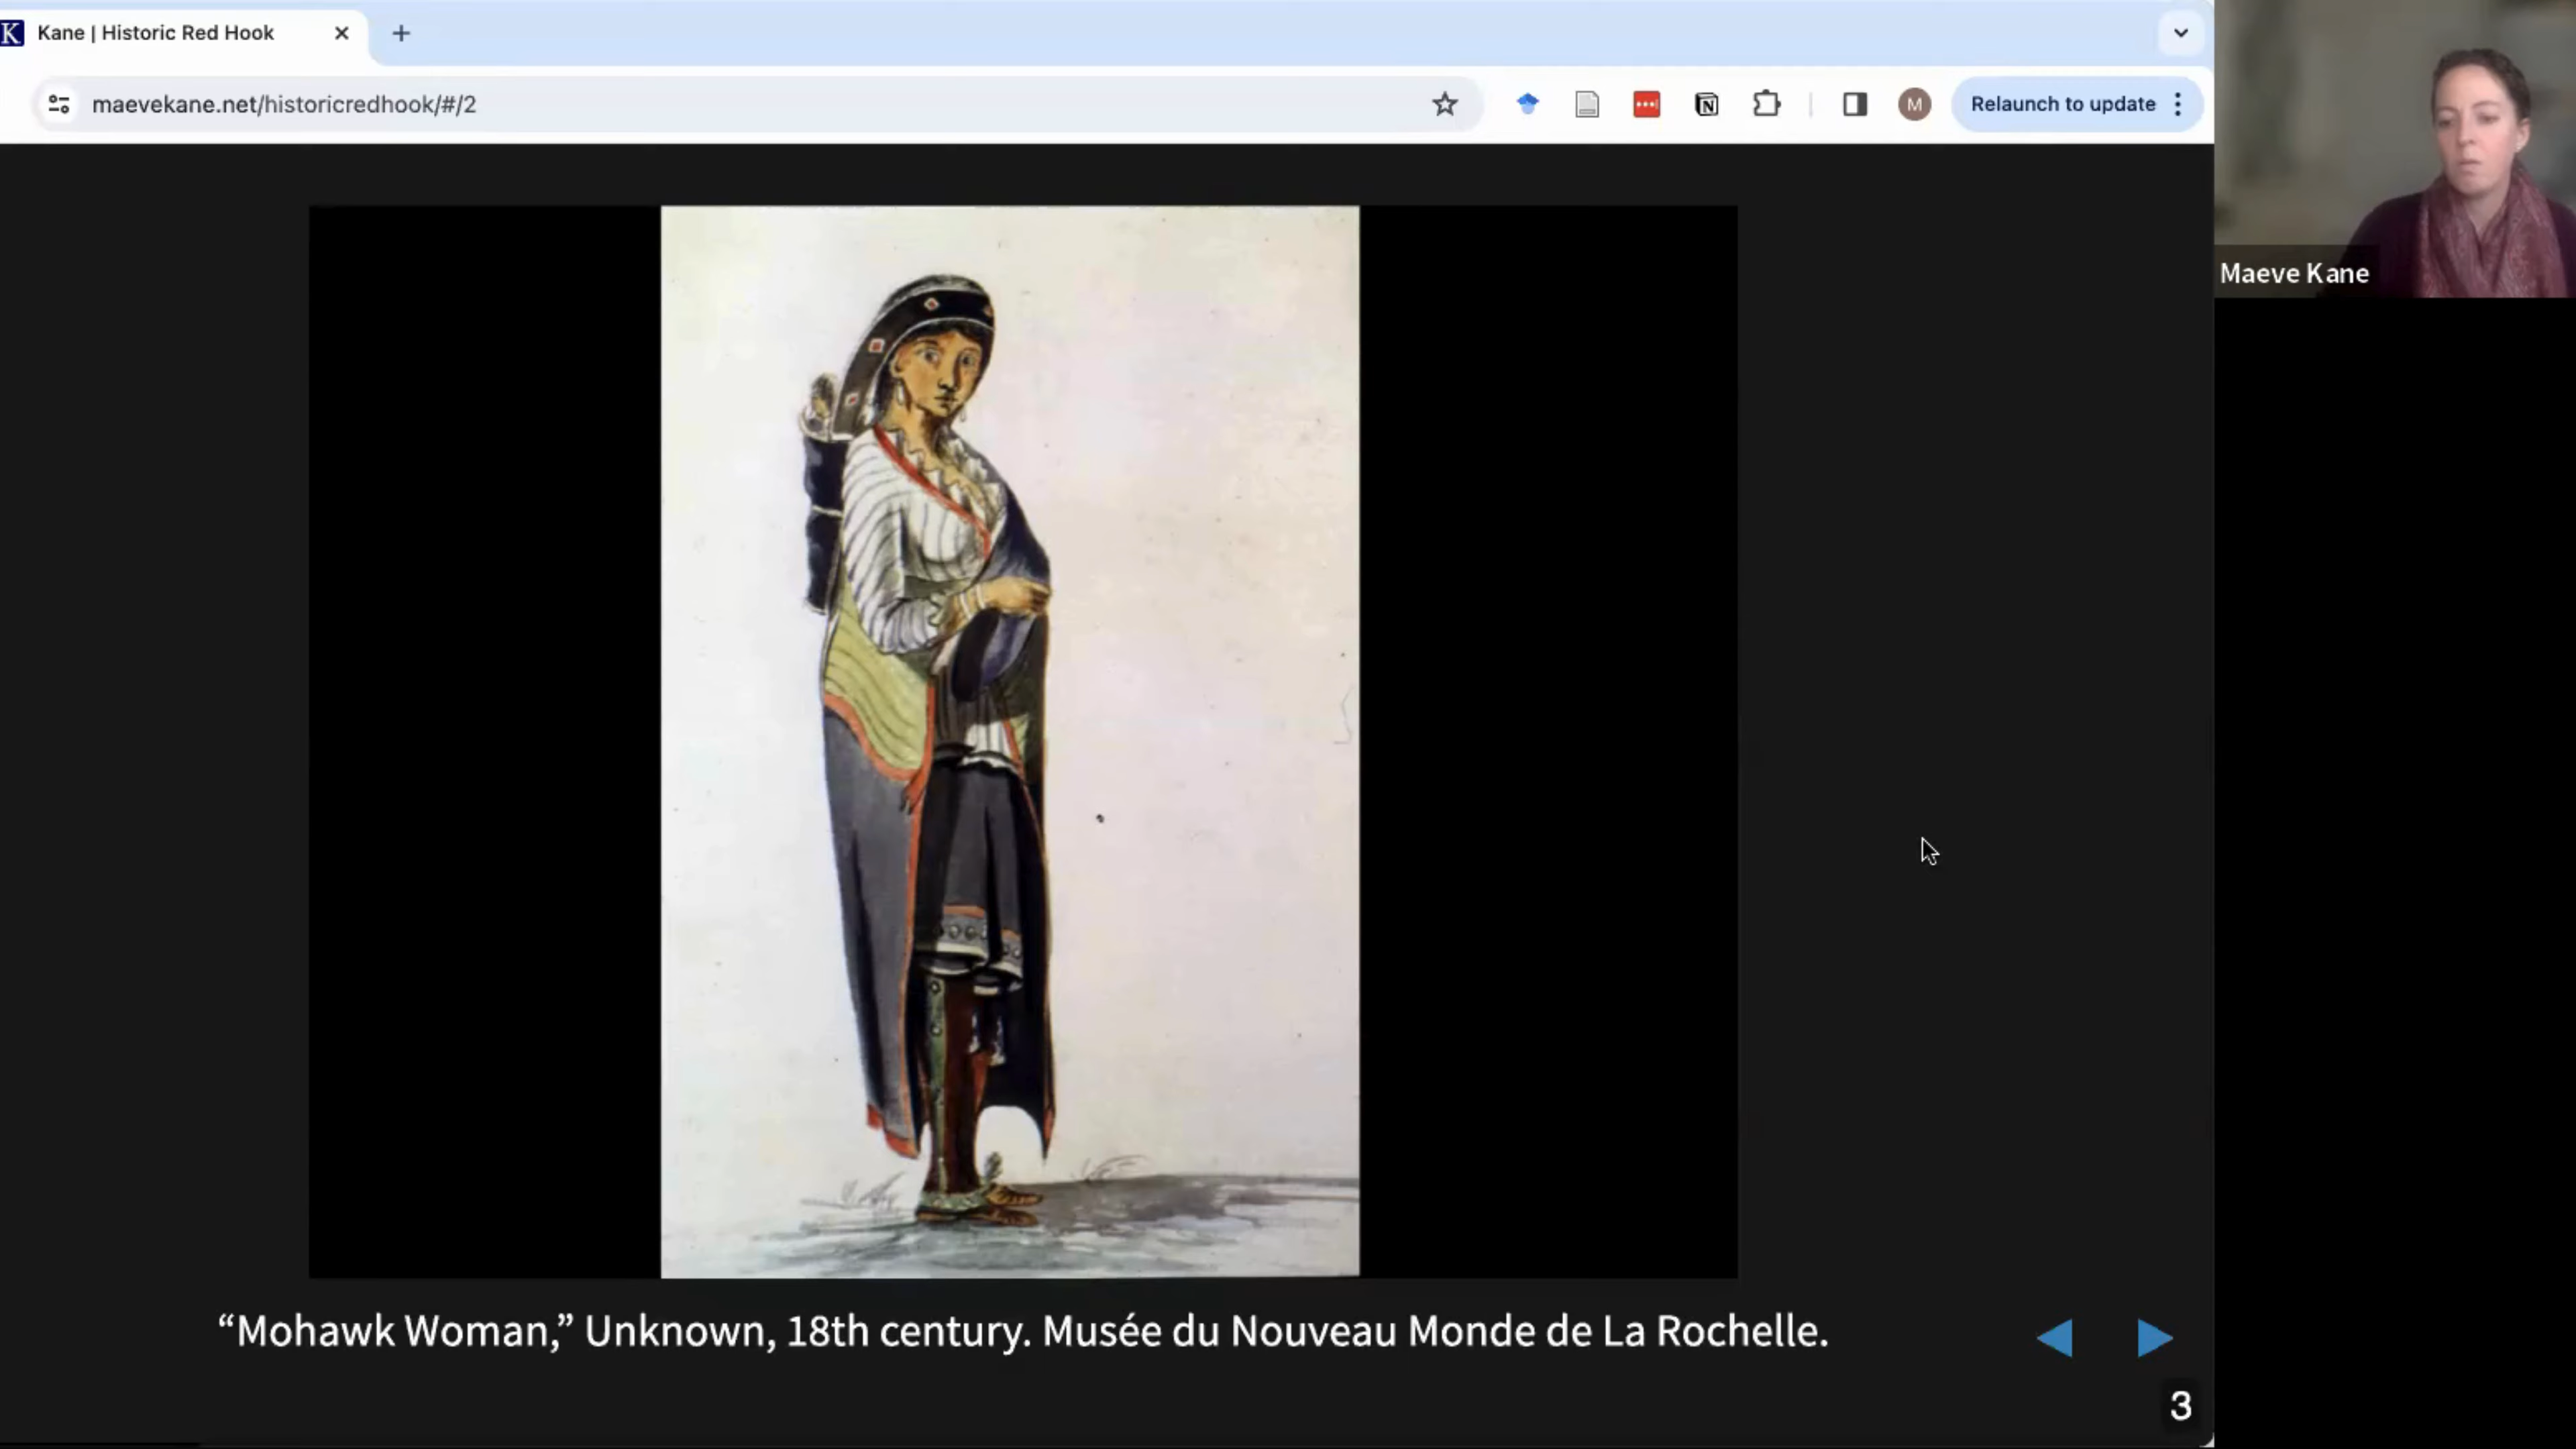 K Kane | Historic Red Hook
maevekane.net/historicredhook/#/2
N
M
Relaunch to update
Maeve Kane
“Mohawk Woman,” Unknown, 18th century. Musée du Nouveau Monde de La Rochelle.
3